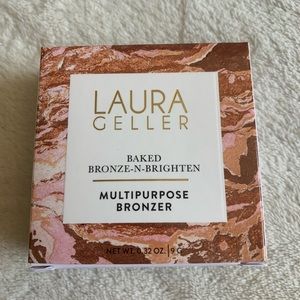 LAURA
GELLER
BAKED
BRONZE-N-BRIGHTEN
MULTIPURPOSE
BRONZER
NET WT. 0.32 OZ. | 9 G